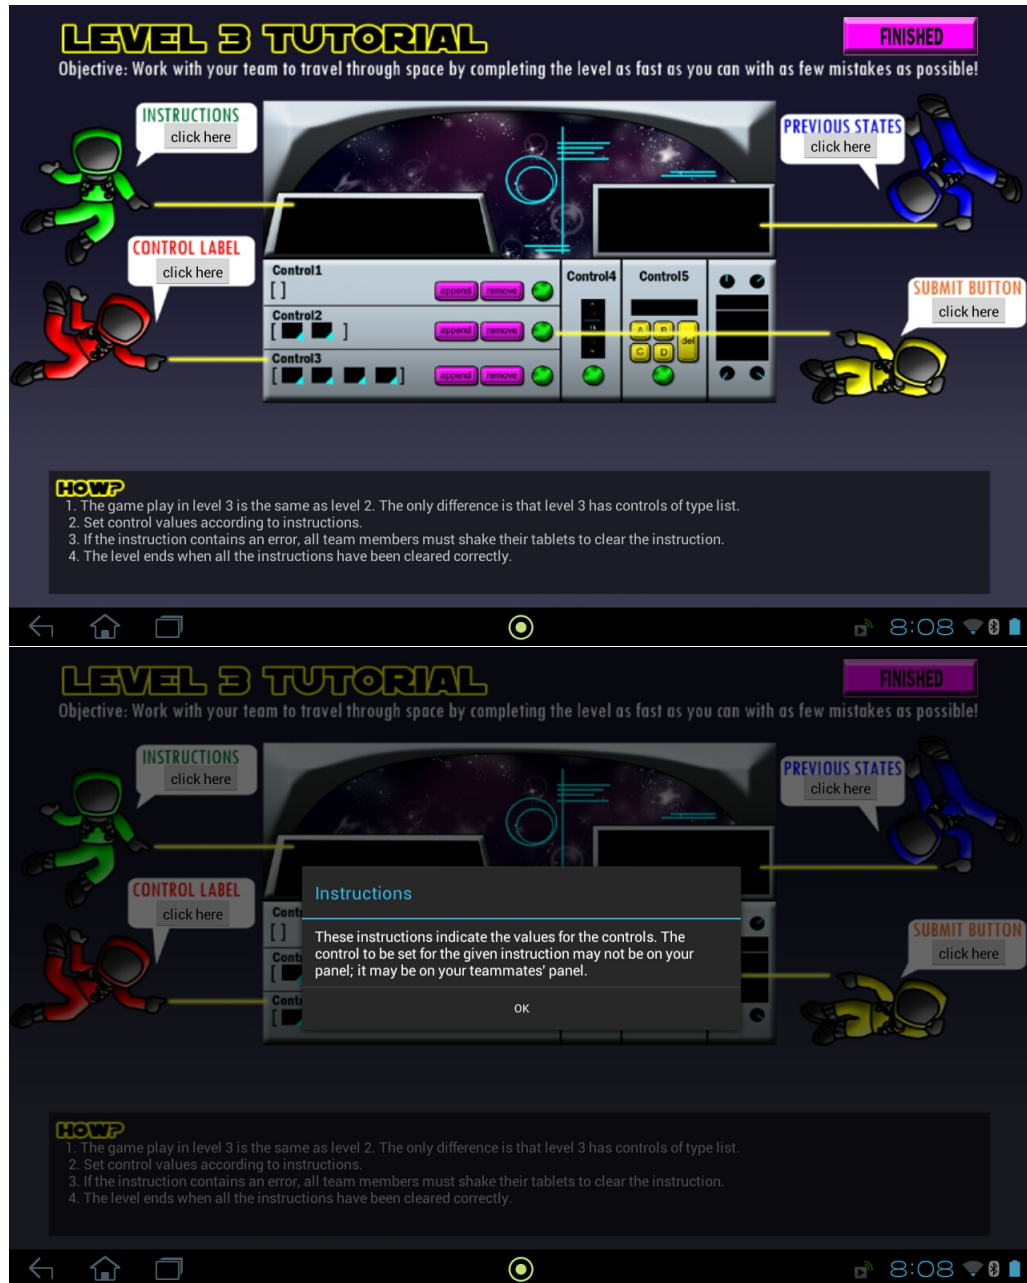 LEVEL 3 TUTORIAL
FINISHED
Objective: Work with your team to travel through space by completing the level as fast as you can with as few mistakes as possible!
INSTRUCTIONS
click here
PREVIOUS STATES
click here
CONTROL LABEL
click here
SUBMIT BUTTON
click here
Control1
[ ]
append remove
Control2
[ ]
append remove
Control3
[ ]
append remove
Control4
Control5
A B
del
C D
HOW?
1. The game play in level 3 is the same as level 2. The only difference is that level 3 has controls of type list.
2. Set control values according to instructions.
3. If the instruction contains an error, all team members must shake their tablets to clear the instruction.
4. The level ends when all the instructions have been cleared correctly.
8:08
LEVEL 3 TUTORIAL
FINISHED
Objective: Work with your team to travel through space by completing the level as fast as you can with as few mistakes as possible!
INSTRUCTIONS
click here
PREVIOUS STATES
click here
CONTROL LABEL
click here
SUBMIT BUTTON
click here
Cont
[ ]
Cont
[
Cont
[
Instructions
These instructions indicate the values for the controls. The
control to be set for the given instruction may not be on your
panel; it may be on your teammates' panel.
OK
HOW?
1. The game play in level 3 is the same as level 2. The only difference is that level 3 has controls of type list.
2. Set control values according to instructions.
3. If the instruction contains an error, all team members must shake their tablets to clear the instruction.
4. The level ends when all the instructions have been cleared correctly.
8:08